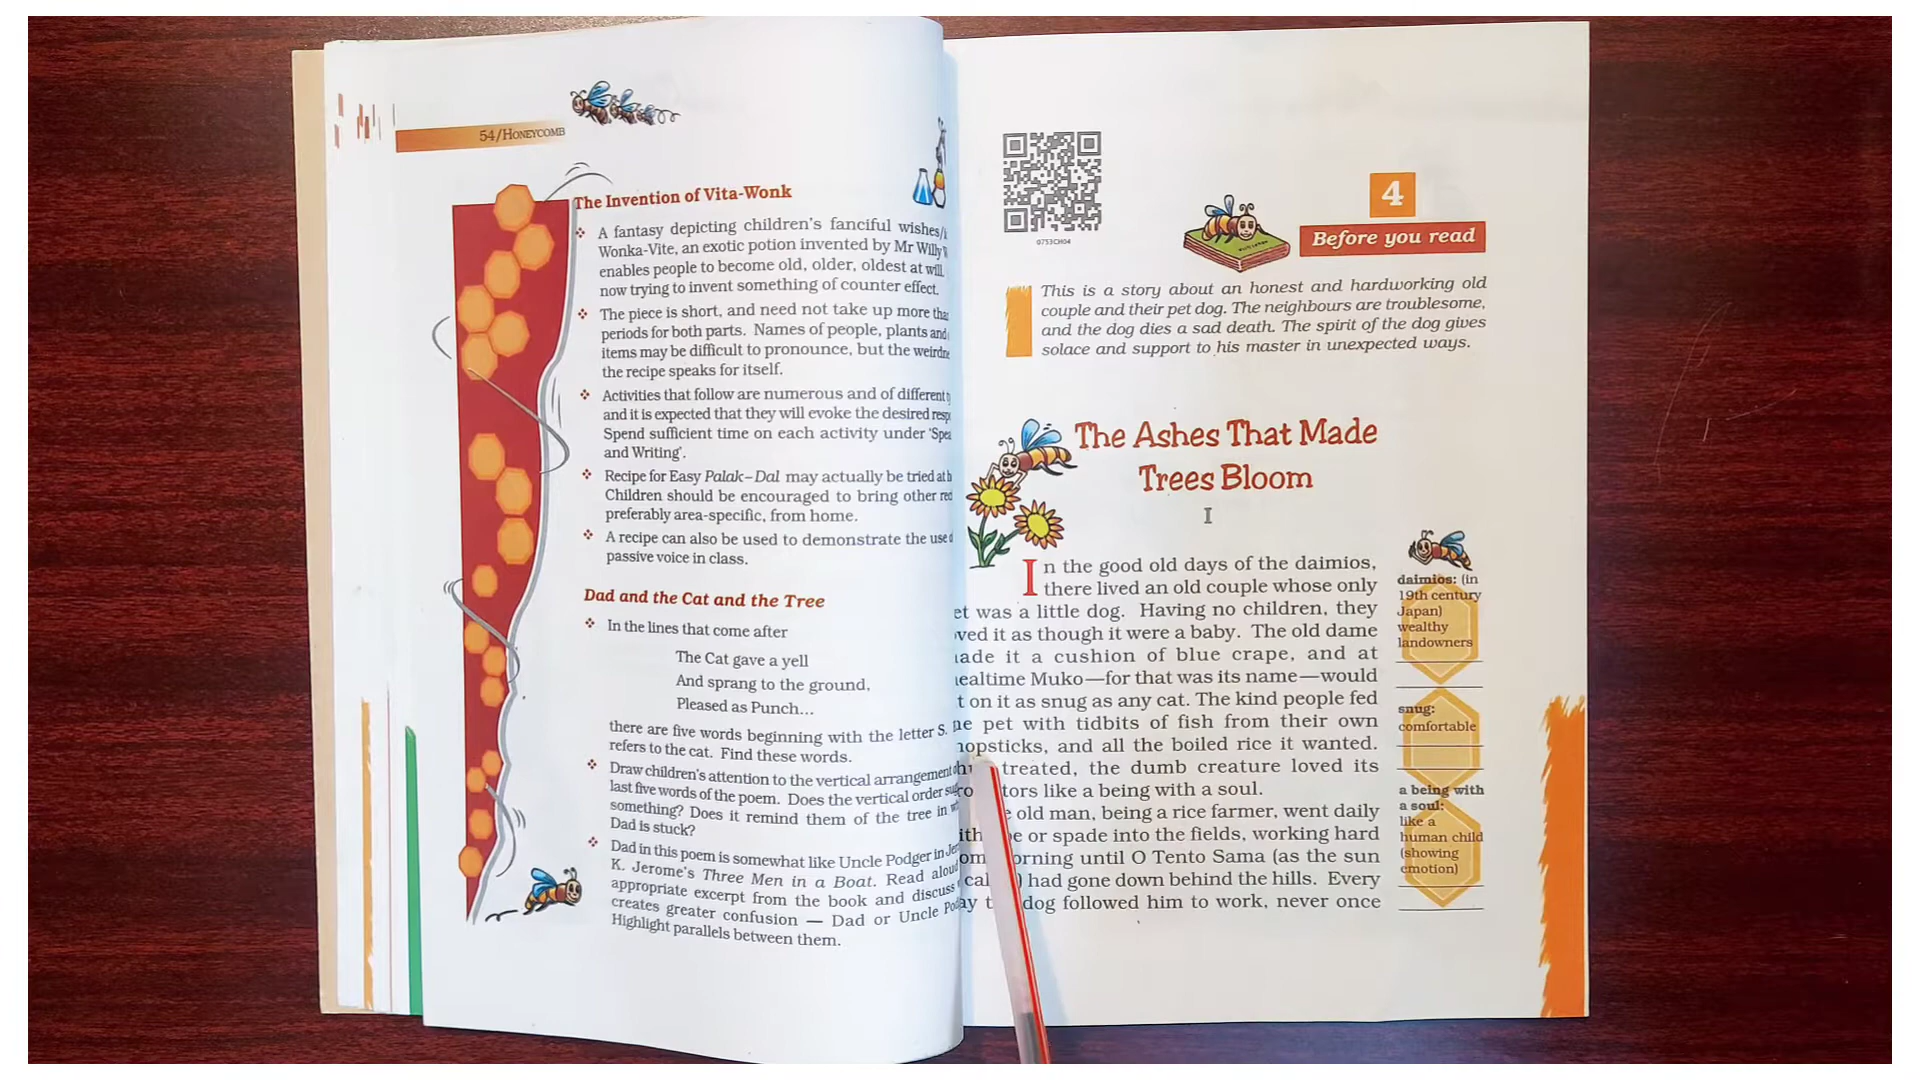 54/HONEYCOMB
The Invention of Vita-Wonk
❖ A fantasy depicting children's fanciful wishes/
Wonka-Vite, an exotic potion invented by Mr Willy
enables people to become old, older, oldest at will.
now trying to invent something of counter effect.
❖ The piece is short, and need not take up more
periods for both parts. Names of people, plants and
items may be difficult to pronounce, but the
the recipe speaks for itself.
❖ Activities that follow are numerous and of different
and it is expected that they will evoke the desired
Spend sufficient time on each activity under
and Writing'.
❖ Recipe for Easy Palak–Dal may actually be tried at
Children should be encouraged to bring other
preferably area-specific, from home.
❖ A recipe can also be used to demonstrate the use
passive voice in class.
Dad and the Cat and the Tree
❖ In the lines that come after
The Cat gave a yell
And sprang to the ground,
Pleased as Punch...
there are five words beginning with the letter S.
refers to the cat. Find these words.
❖ Draw children's attention to the vertical arrangement
last five words of the poem. Does the vertical order
something? Does it remind them of the tree in
Dad is stuck?
❖ Dad in this poem is somewhat like Uncle Podger in
K. Jerome's Three Men in a Boat. Read
appropriate excerpt from the book and discuss
creates greater confusion — Dad or Uncle
Highlight parallels between them.
0753CH04
4
Before you read
This is a story about an honest and hardworking old
couple and their pet dog. The neighbours are troublesome,
and the dog dies a sad death. The spirit of the dog gives
solace and support to his master in unexpected ways.
The Ashes That Made
Trees Bloom
I
In the good old days of the daimios,
there lived an old couple whose only
was a little dog. Having no children, they
it as though it were a baby. The old dame
it a cushion of blue crape, and at
Muko—for that was its name—would
on it as snug as any cat. The kind people fed
pet with tidbits of fish from their own
and all the boiled rice it wanted.
treated, the dumb creature loved its
like a being with a soul.
old man, being a rice farmer, went daily
or spade into the fields, working hard
until O Tento Sama (as the sun
had gone down behind the hills. Every
dog followed him to work, never once
daimios: (in
19th century
Japan)
wealthy
landowners
snug:
comfortable
a being with
a soul:
like a
human child
(showing
emotion)